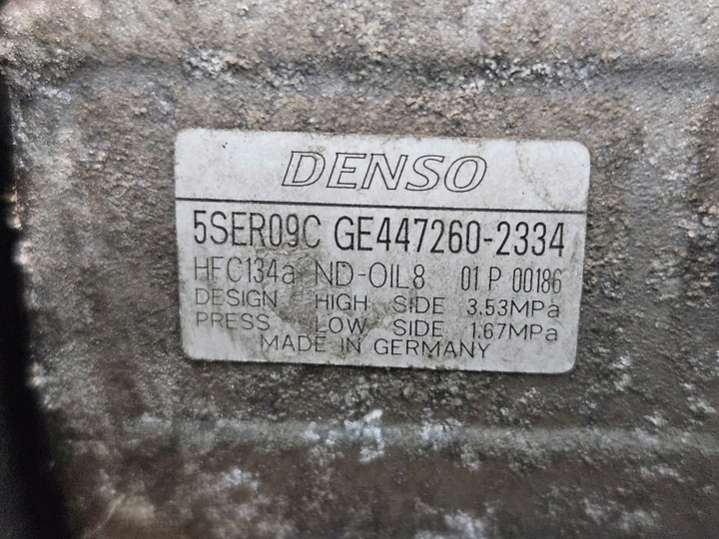 DENSO
5SER09C GE447260-2334
HFC134a ND-OIL8 01 P 00186
DESIGN HIGH SIDE 3.53MPa
PRESS LOW SIDE 1.67MPa
MADE IN GERMANY